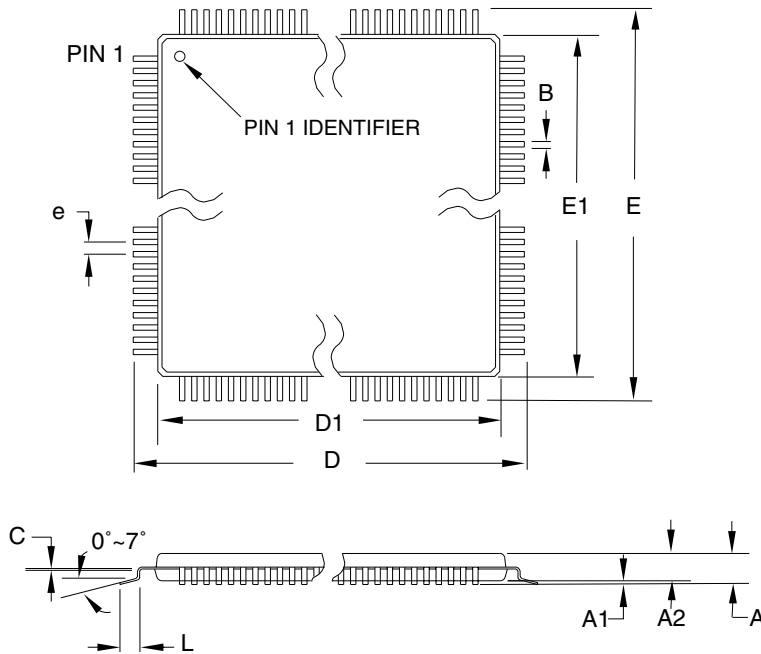 PIN 1
PIN 1 IDENTIFIER
B
e
E1
E
D1
D
C
0°~7°
L
A1
A2
A